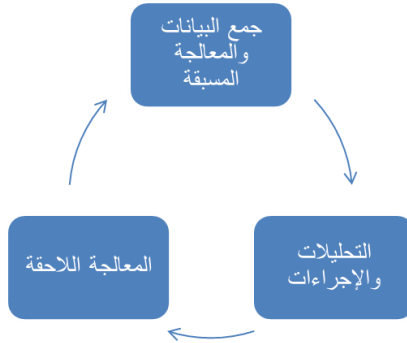 جمع البيانات
والمعالجة
المسبقة
التحليلات
والإجراءات
المعالجة اللاحقة